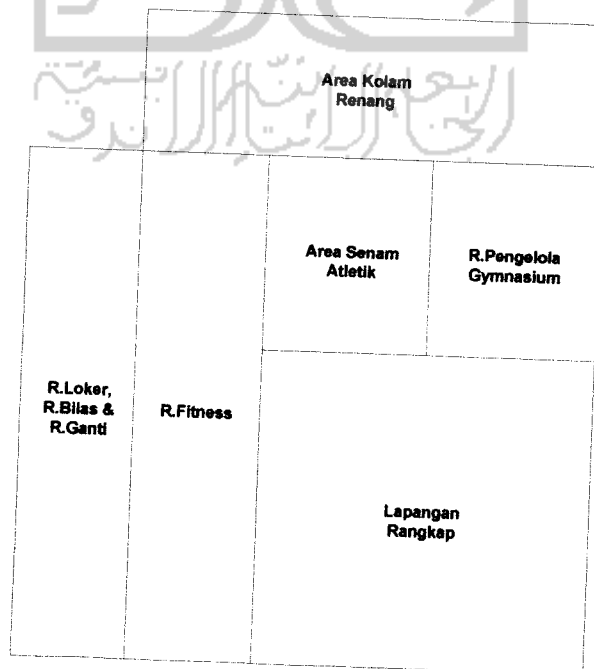 Area Kolam
Renang
Area Senam
Atletik
R.Pengelola
Gymnasium
R.Loker,
R.Bilas &
R.Ganti
R.Fitness
Lapangan
Rangkap